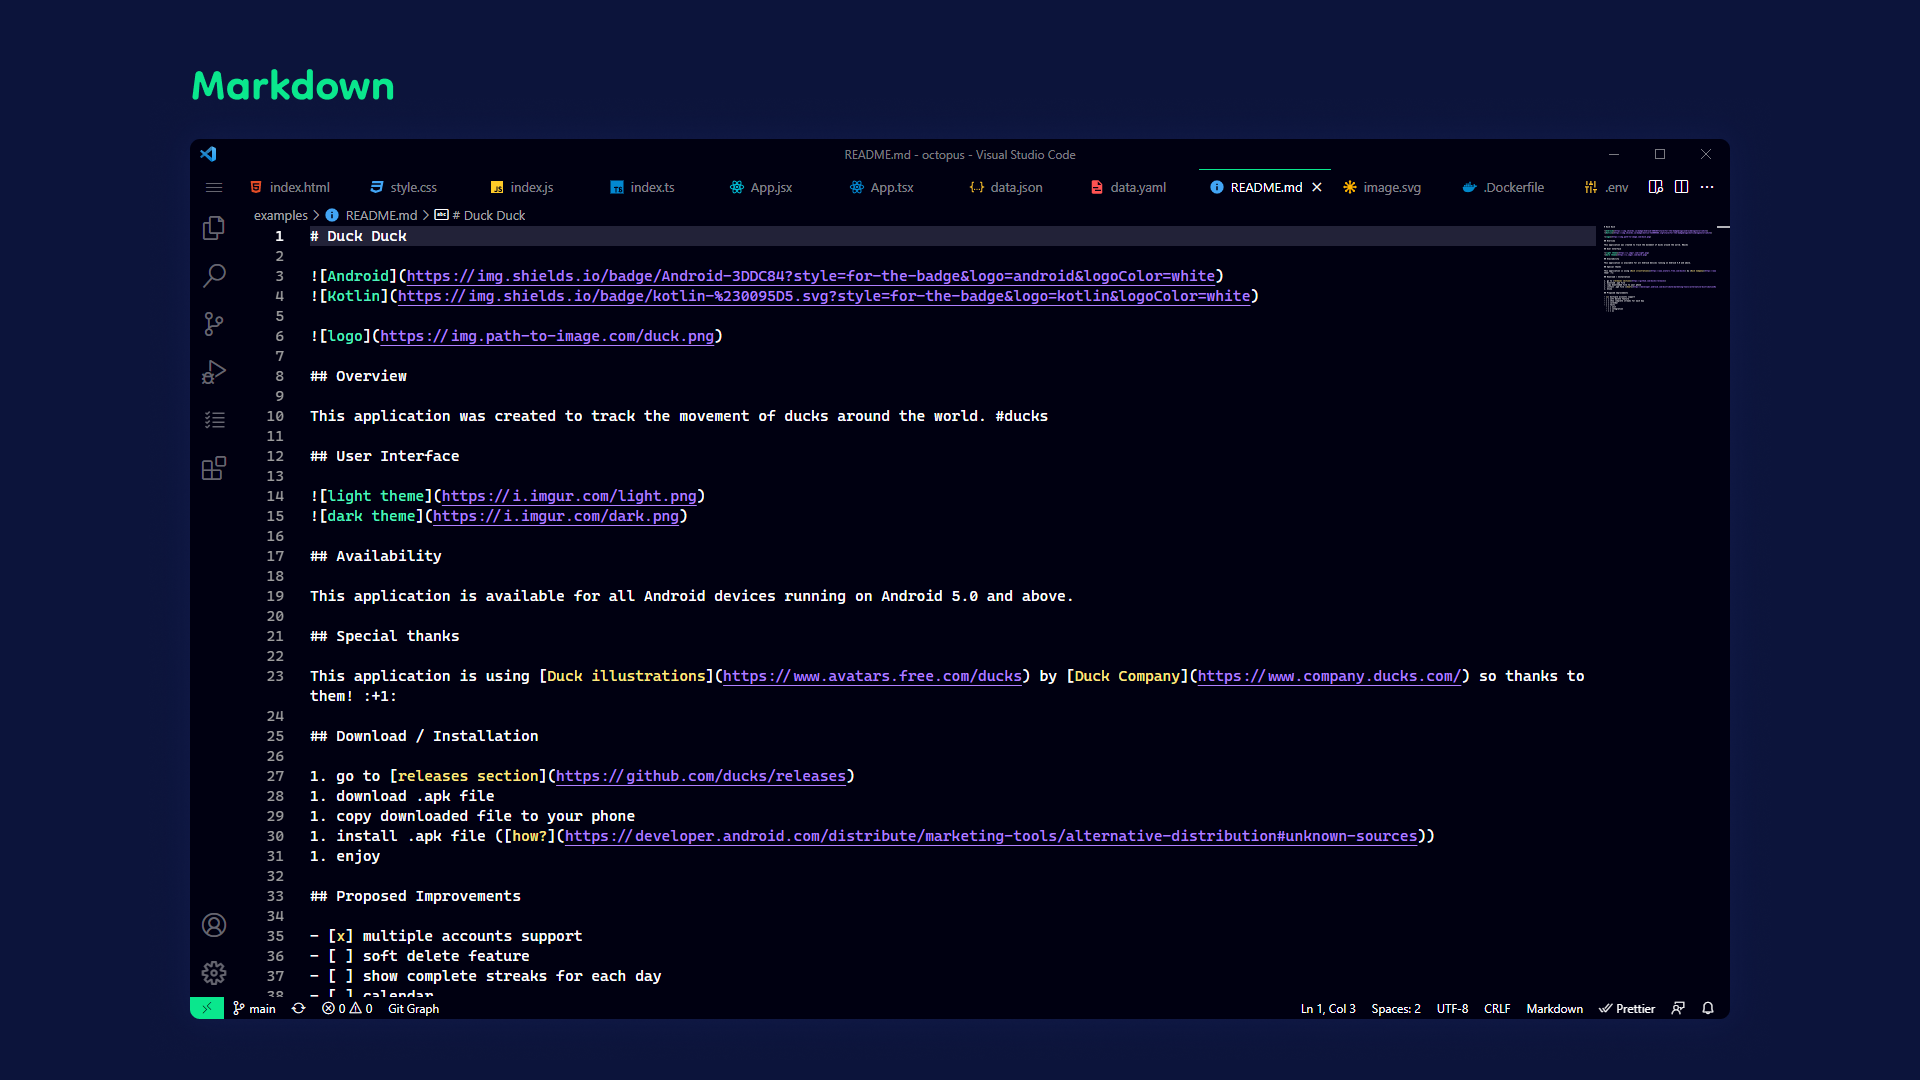 Markdown
README.md - octopus - Visual Studio Code
index.html style.css index.js index.ts App.jsx App.tsx data.json data.yaml README.md image.svg .Dockerfile .env
examples > README.md > # Duck Duck
1 # Duck Duck
2
3 ![Android](https://img.shields.io/badge/Android-3DDC84?style=for-the-badge&logo=android&logoColor=white)
4 ![Kotlin](https://img.shields.io/badge/kotlin-%230095D5.svg?style=for-the-badge&logo=kotlin&logoColor=white)
5
6 ![logo](https://img.path-to-image.com/duck.png)
7
8 ## Overview
9
10 This application was created to track the movement of ducks around the world. #ducks
11
12 ## User Interface
13
14 ![light theme](https://i.imgur.com/light.png)
15 ![dark theme](https://i.imgur.com/dark.png)
16
17 ## Availability
18
19 This application is available for all Android devices running on Android 5.0 and above.
20
21 ## Special thanks
22
23 This application is using [Duck illustrations](https://www.avatars.free.com/ducks) by [Duck Company](https://www.company.ducks.com/) so thanks to
them! :+1:
24
25 ## Download / Installation
26
27 1. go to [releases section](https://github.com/ducks/releases)
28 1. download .apk file
29 1. copy downloaded file to your phone
30 1. install .apk file ([how?](https://developer.android.com/distribute/marketing-tools/alternative-distribution#unknown-sources))
31 1. enjoy
32
33 ## Proposed Improvements
34
35 - [x] multiple accounts support
36 - [ ] soft delete feature
37 - [ ] show complete streaks for each day
38 - [ ] calendar
main 0 0 Git Graph Ln 1, Col 3 Spaces: 2 UTF-8 CRLF Markdown Prettier